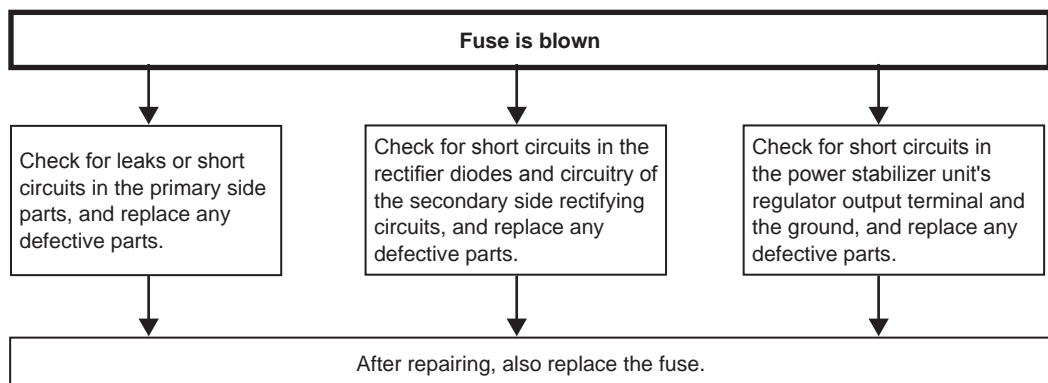 Fuse is blown
Check for leaks or short
circuits in the primary side
parts, and replace any
defective parts.
Check for short circuits in the
rectifier diodes and circuitry of
the secondary side rectifying
circuits, and replace any
defective parts.
Check for short circuits in
the power stabilizer unit's
regulator output terminal and
the ground, and replace any
defective parts.
After repairing, also replace the fuse.